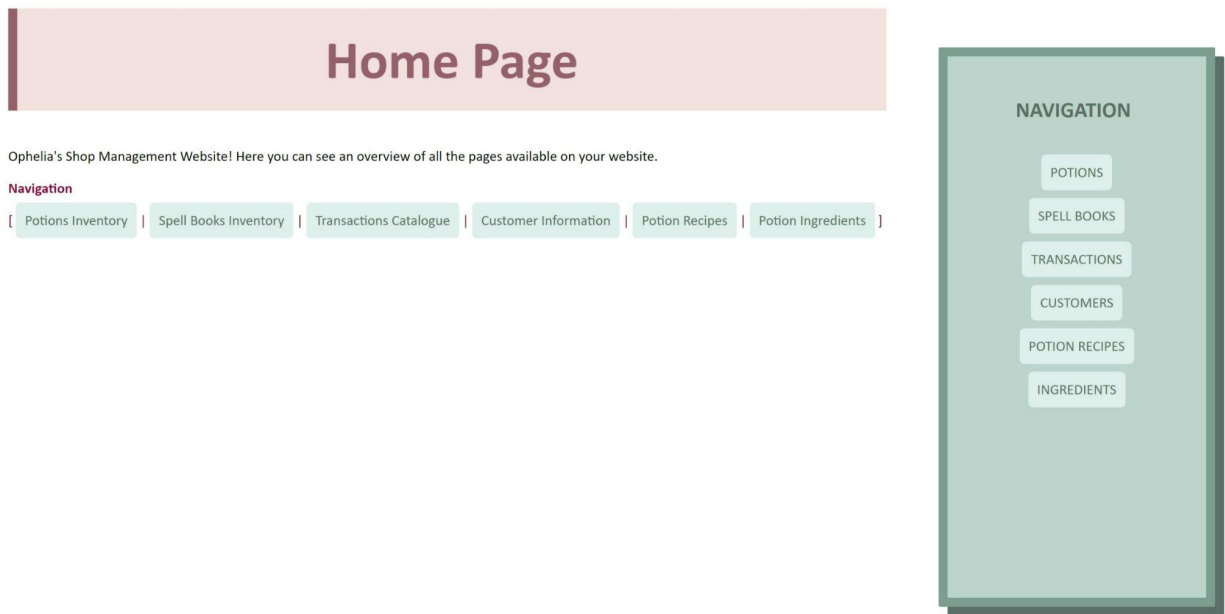 Home Page
Ophelia's Shop Management Website! Here you can see an overview of all the pages available on your website.
Navigation
[ Potions Inventory | Spell Books Inventory | Transactions Catalogue | Customer Information | Potion Recipes | Potion Ingredients ]
NAVIGATION
POTIONS
SPELL BOOKS
TRANSACTIONS
CUSTOMERS
POTION RECIPES
INGREDIENTS